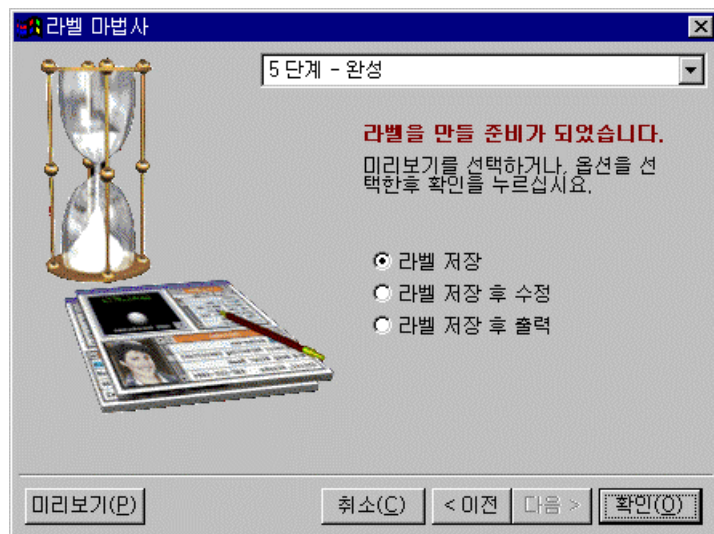 라벨 마법사
5 단계 - 완성
라벨을 만들 준비가 되었습니다.
미리보기를 선택하거나, 옵션을 선
택한후 확인을 누르십시요.
라벨 저장
라벨 저장 후 수정
라벨 저장 후 출력
미리보기(P)
취소(C)
< 이전
다음 >
확인(O)